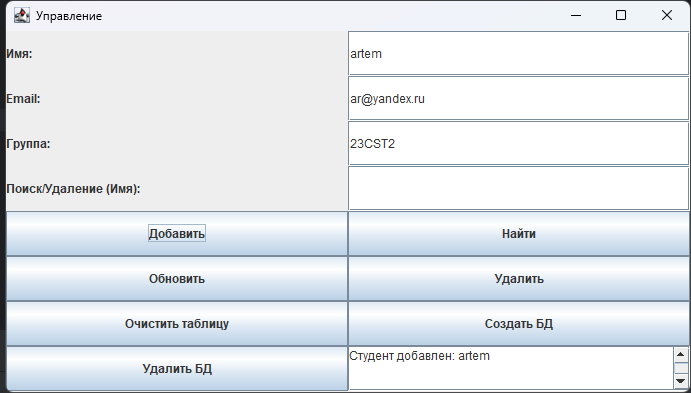 Управление
Имя:
artem
Email:
ar@yandex.ru
Группа:
23CST2
Поиск/Удаление (Имя):
Добавить
Найти
Обновить
Удалить
Очистить таблицу
Создать БД
Удалить БД
Студент добавлен: artem